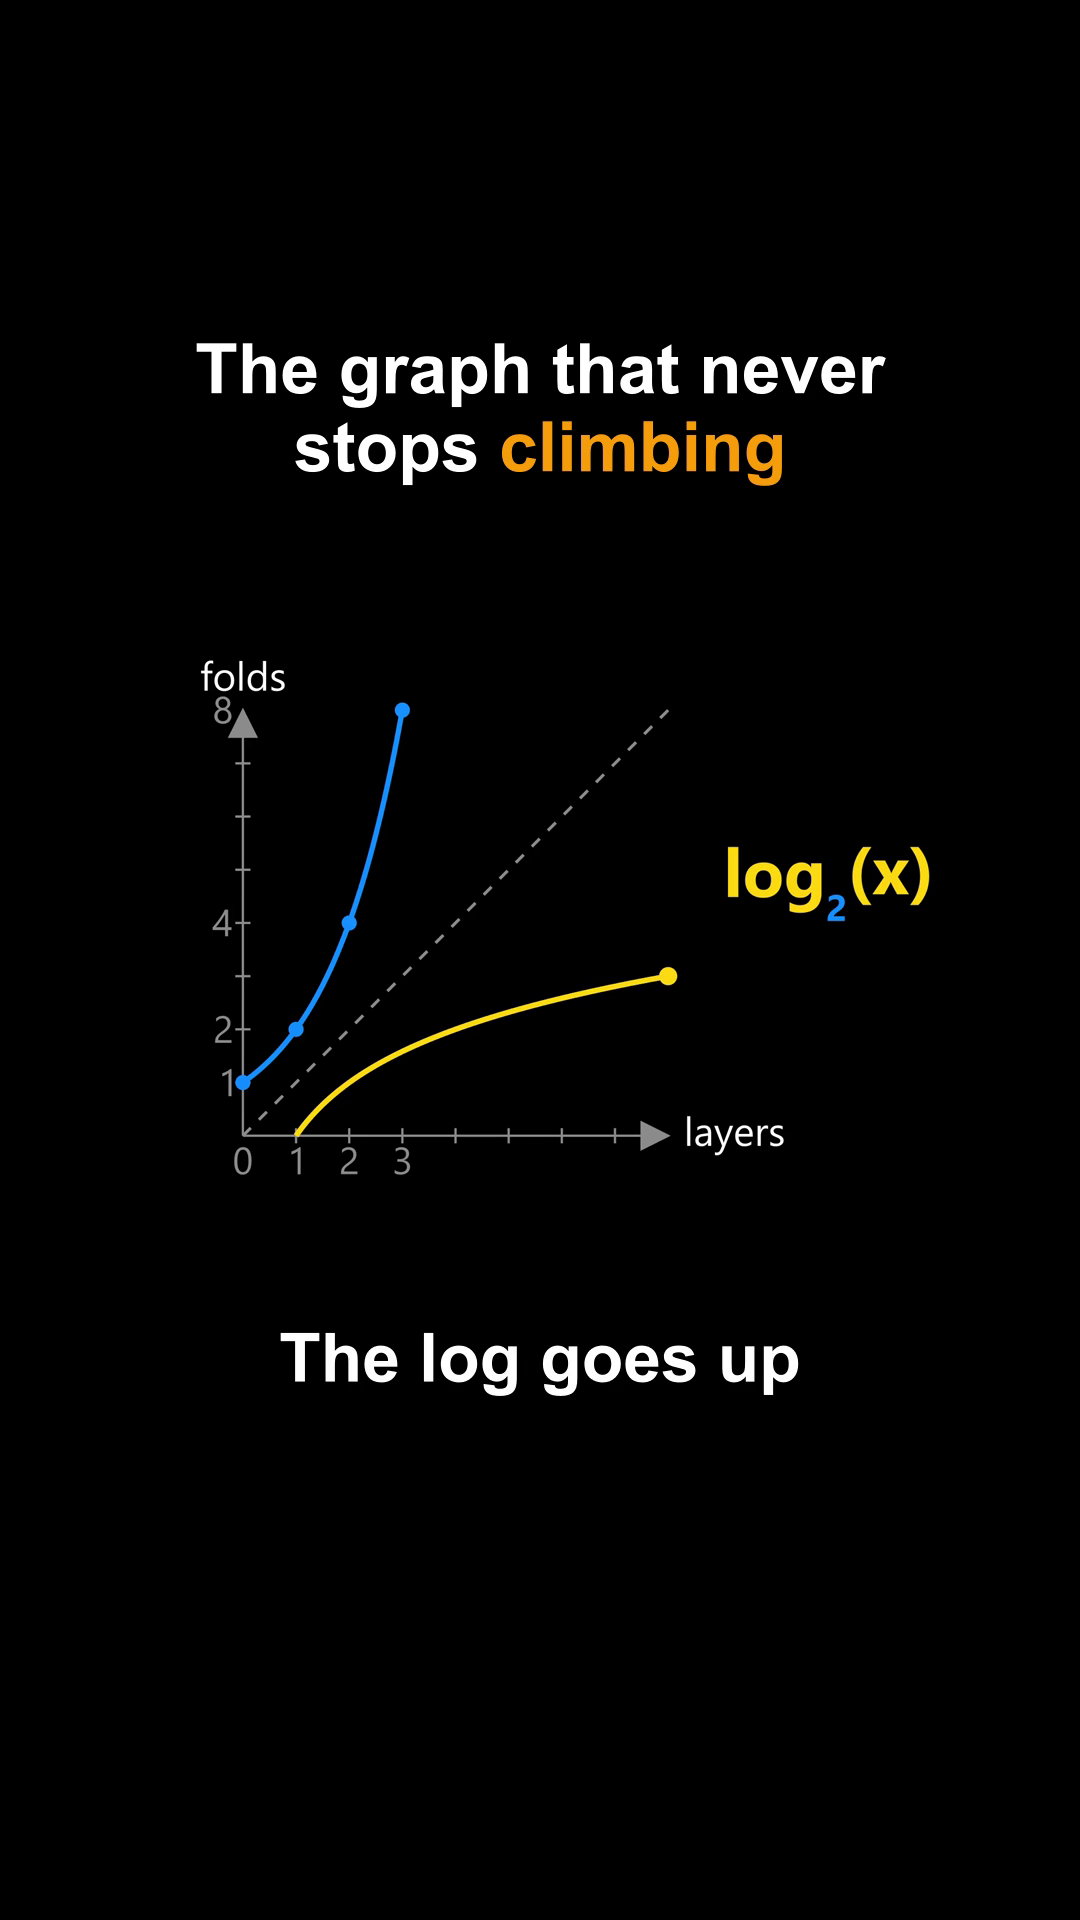 The graph that never
stops climbing
folds
8
4
2
1
log₂(x)
layers
0 1 2 3
The log goes up